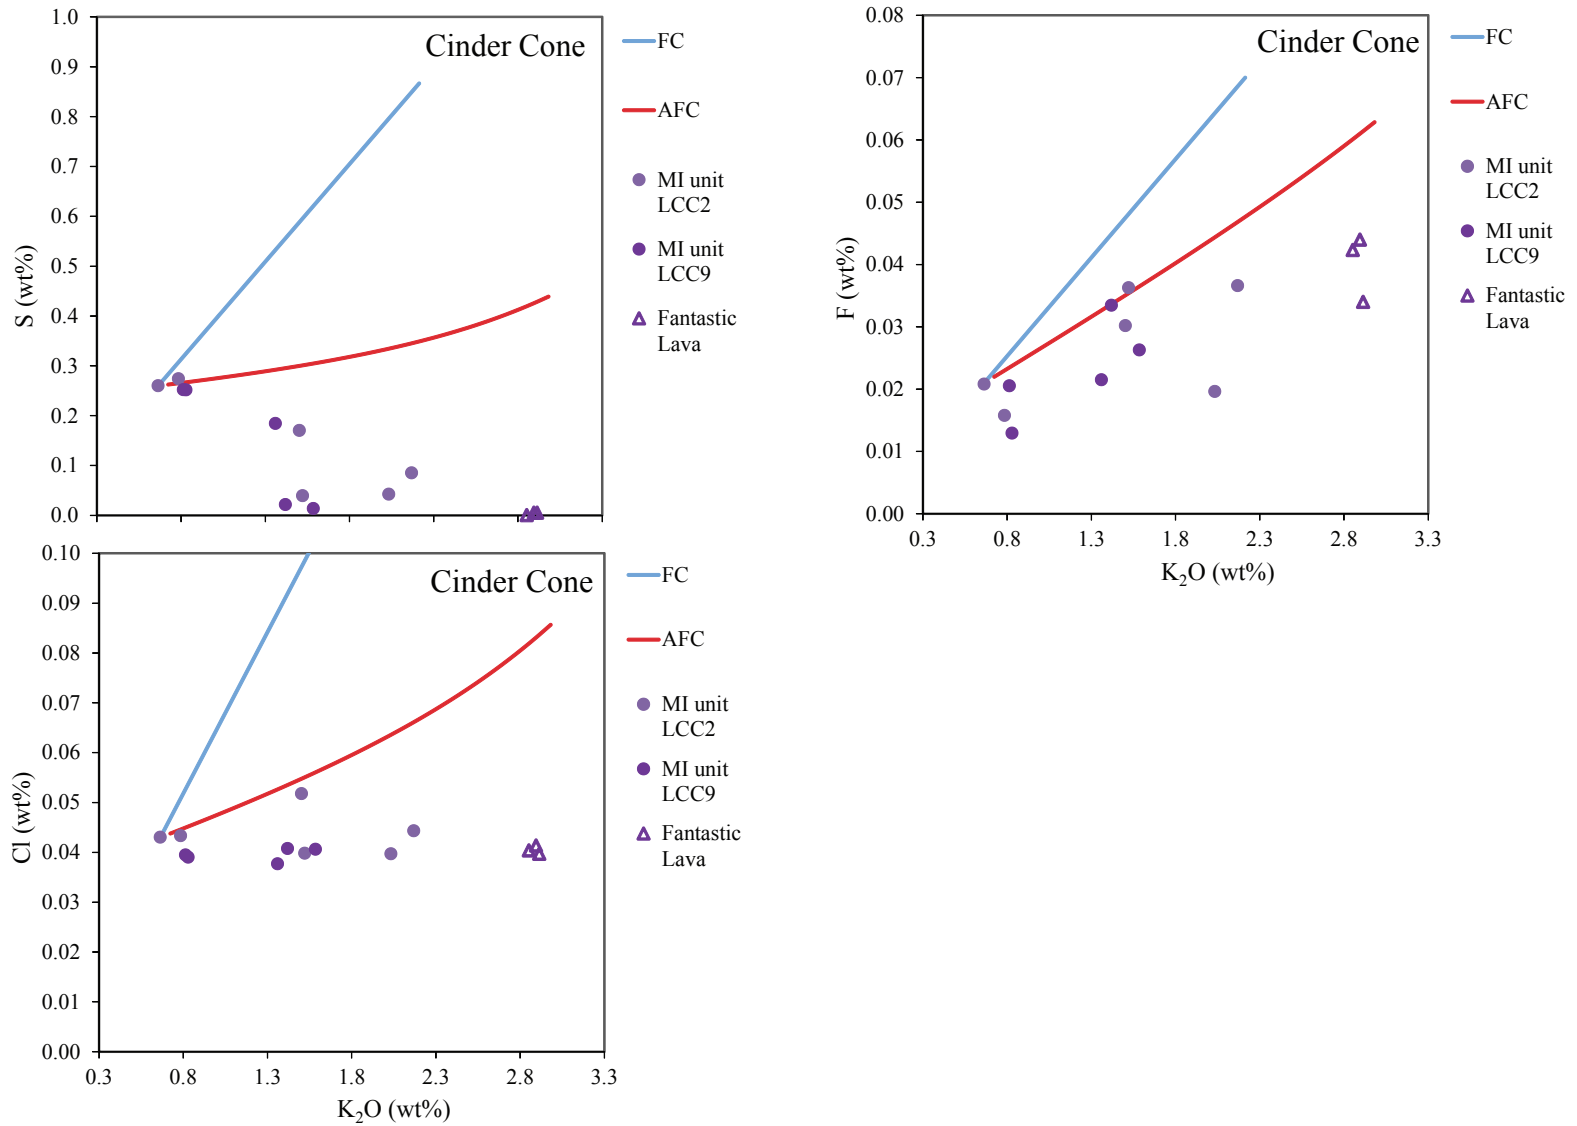 Cinder Cone
S (wt%)
1.0
0.9
0.8
0.7
0.6
0.5
0.4
0.3
0.2
0.1
0.0
FC
AFC
MI unit
LCC2
MI unit
LCC9
Fantastic
Lava
Cinder Cone
F (wt%)
0.08
0.07
0.06
0.05
0.04
0.03
0.02
0.01
0.00
0.3 0.8 1.3 1.8 2.3 2.8 3.3
K₂O (wt%)
FC
AFC
MI unit
LCC2
MI unit
LCC9
Fantastic
Lava
Cinder Cone
Cl (wt%)
0.10
0.09
0.08
0.07
0.06
0.05
0.04
0.03
0.02
0.01
0.00
0.3 0.8 1.3 1.8 2.3 2.8 3.3
K₂O (wt%)
FC
AFC
MI unit
LCC2
MI unit
LCC9
Fantastic
Lava